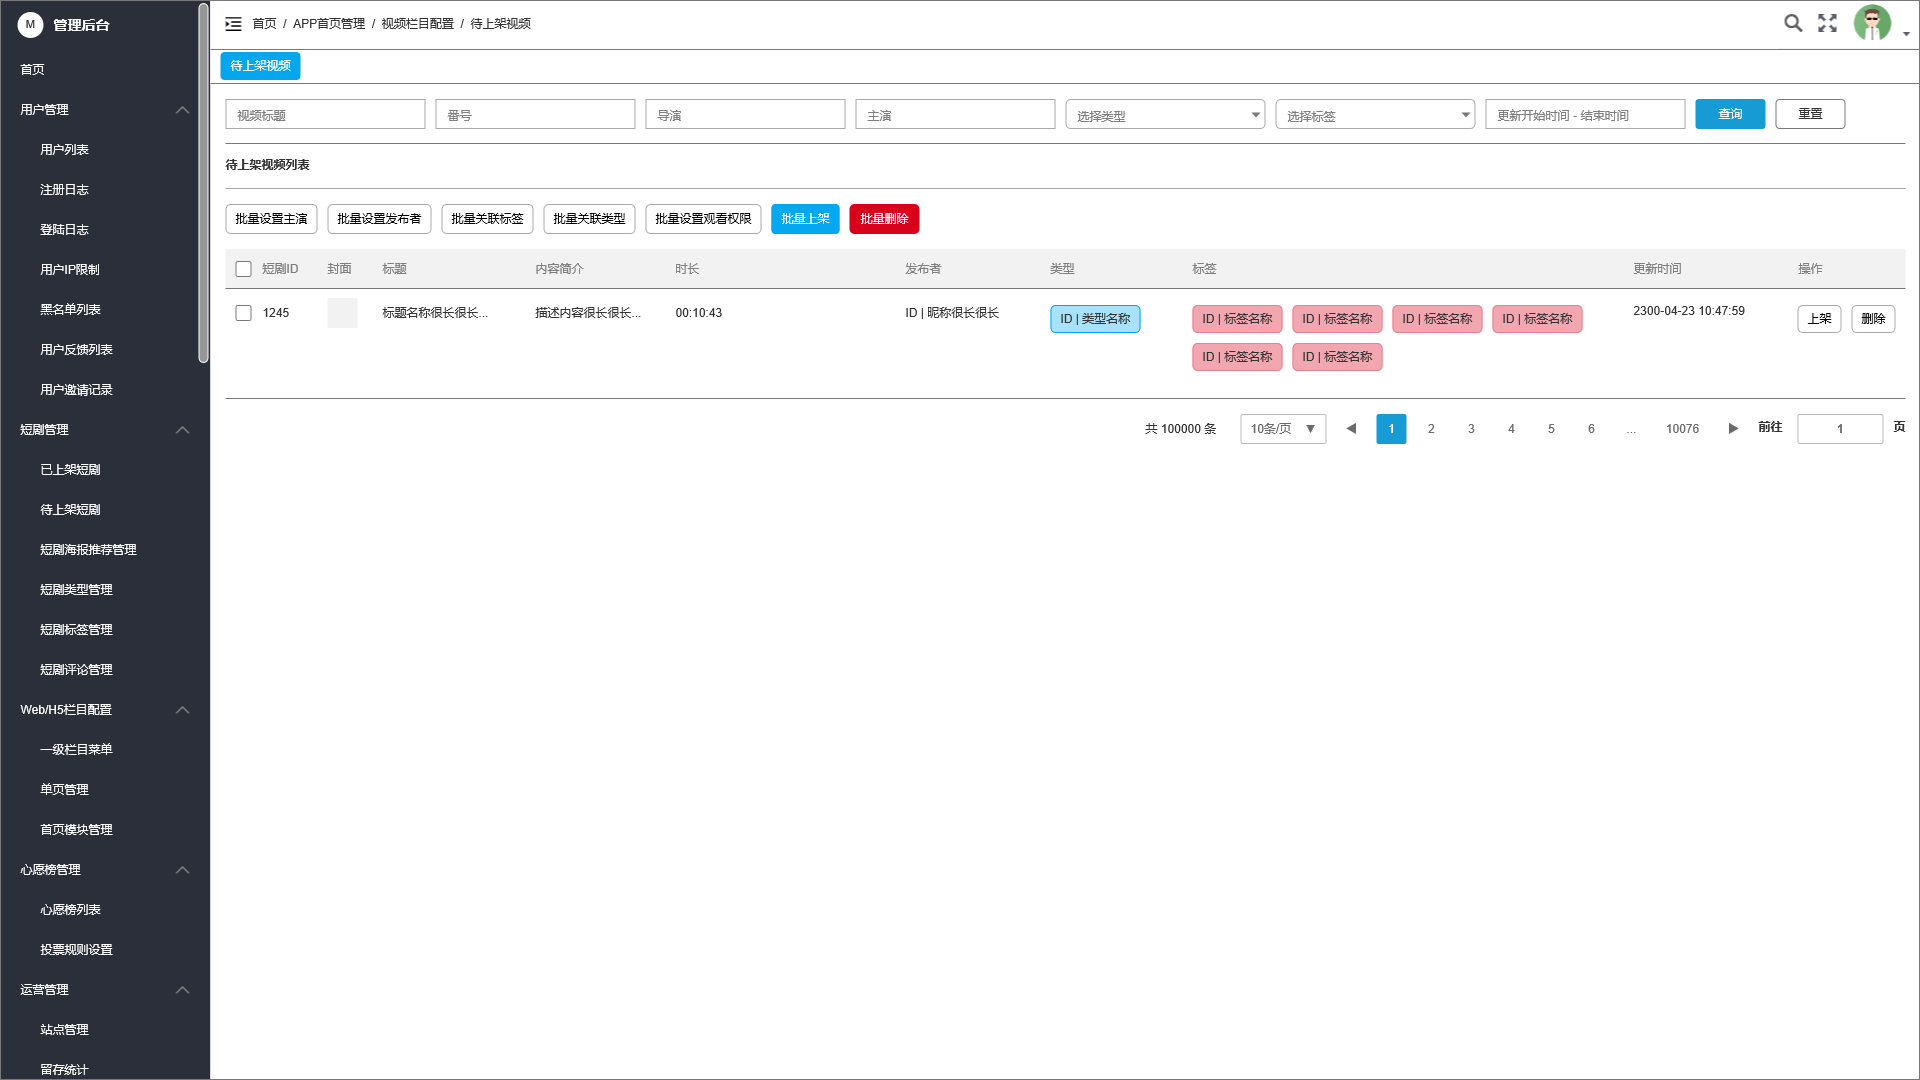 M 管理后台
首页 / APP首页管理 / 视频栏目配置 / 待上架视频
首页
用户管理
用户列表
注册日志
登陆日志
用户IP限制
黑名单列表
用户反馈列表
用户邀请记录
短剧管理
已上架短剧
待上架短剧
短剧海报推荐管理
短剧类型管理
短剧标签管理
短剧评论管理
Web/H5栏目配置
一级栏目菜单
单页管理
首页模块管理
心愿榜管理
心愿榜列表
投票规则设置
运营管理
站点管理
留存统计
待上架视频
视频标题 番号 导演 主演 选择类型 选择标签 更新开始时间 - 结束时间 查询 重置
待上架视频列表
批量设置主演 批量设置发布者 批量关联标签 批量关联类型 批量设置观看权限 批量上架 批量删除
短剧ID 封面 标题 内容简介 时长 发布者 类型 标签 更新时间 操作
1245 标题名称很长很长... 描述内容很长很长... 00:10:43 ID | 昵称很长很长 ID | 类型名称 ID | 标签名称 ID | 标签名称 ID | 标签名称 ID | 标签名称 2300-04-23 10:47:59 上架 删除
ID | 标签名称 ID | 标签名称
共 100000 条 10条/页 ▼ ◀ 1 2 3 4 5 6 ... 10076 ▶ 前往 1 页